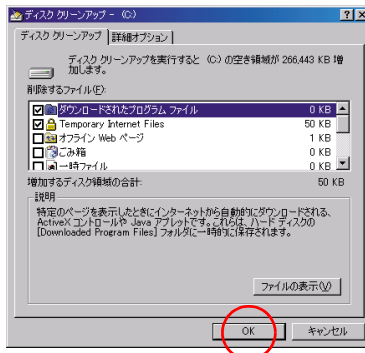 ディスク クリーンアップ - (C:)
ディスク クリーンアップ 詳細オプション
ディスク クリーンアップを実行すると (C:) の空き領域が 266,443 KB 増
加します。
削除するファイル(F):
ダウンロードされたプログラム ファイル 0 KB
Temporary Internet Files 50 KB
オフライン Web ページ 1 KB
ごみ箱 0 KB
一時ファイル 0 KB
増加するディスク領域の合計: 50 KB
説明
特定のページを表示したときにインターネットから自動的にダウンロードされる、
ActiveX コントロールや Java アプレットです。これらは、ハード ディスクの
[Downloaded Program Files] フォルダに一時的に保存されます。
ファイルの表示(V)
OK キャンセル